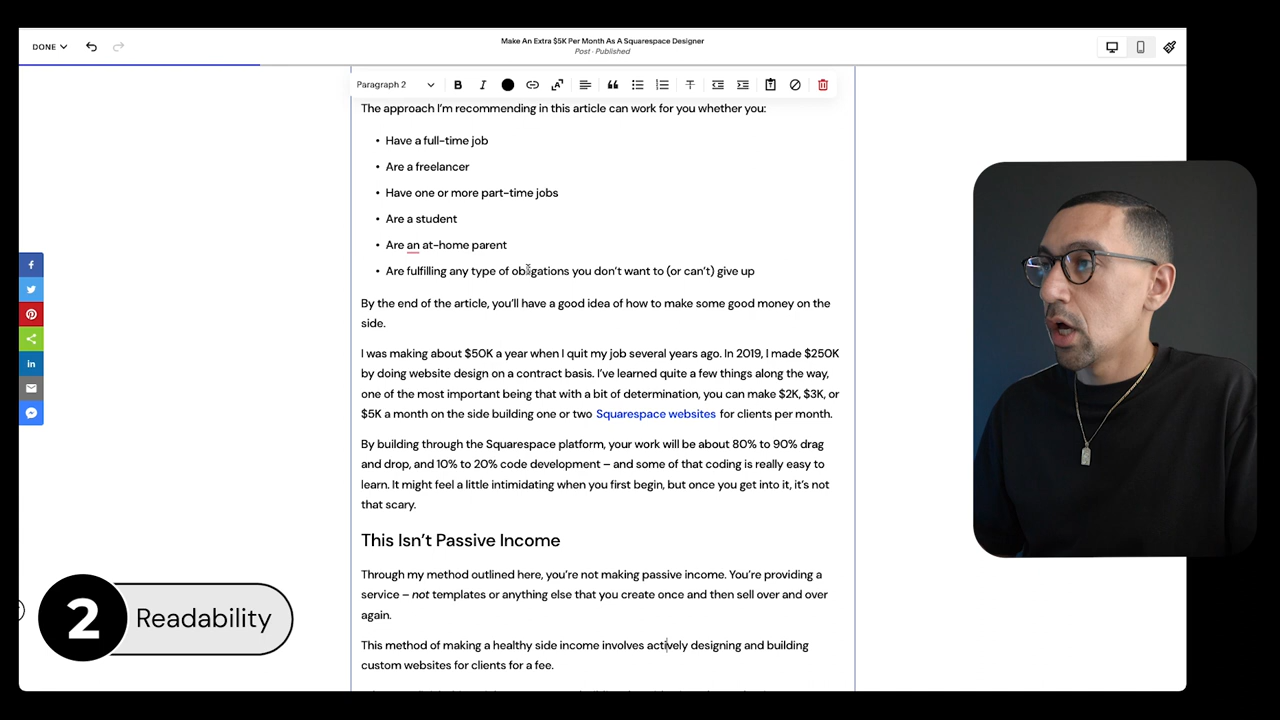 DONE
Make An Extra $5K Per Month As A Squarespace Designer
Post · Published
Paragraph 2
The approach I'm recommending in this article can work for you whether you:
• Have a full-time job
• Are a freelancer
• Have one or more part-time jobs
• Are a student
• Are an at-home parent
• Are fulfilling any type of obligations you don't want to (or can't) give up
By the end of the article, you'll have a good idea of how to make some good money on the
side.
I was making about $50K a year when I quit my job several years ago. In 2019, I made $250K
by doing website design on a contract basis. I've learned quite a few things along the way,
one of the most important being that with a bit of determination, you can make $2K, $3K, or
$5K a month on the side building one or two Squarespace websites for clients per month.
By building through the Squarespace platform, your work will be about 80% to 90% drag
and drop, and 10% to 20% code development – and some of that coding is really easy to
learn. It might feel a little intimidating when you first begin, but once you get into it, it's not
that scary.
This Isn't Passive Income
Through my method outlined here, you're not making passive income. You're providing a
service – not templates or anything else that you create once and then sell over and over
again.
This method of making a healthy side income involves actively designing and building
custom websites for clients for a fee.
2 Readability